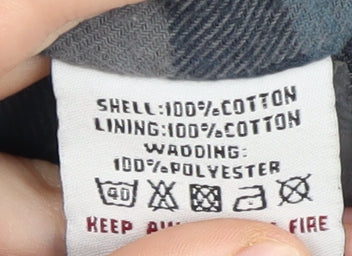 SHELL:100%COTTON
LINING:100%COTTON
WADDING:
100%POLYESTER
40
KEEP FIRE